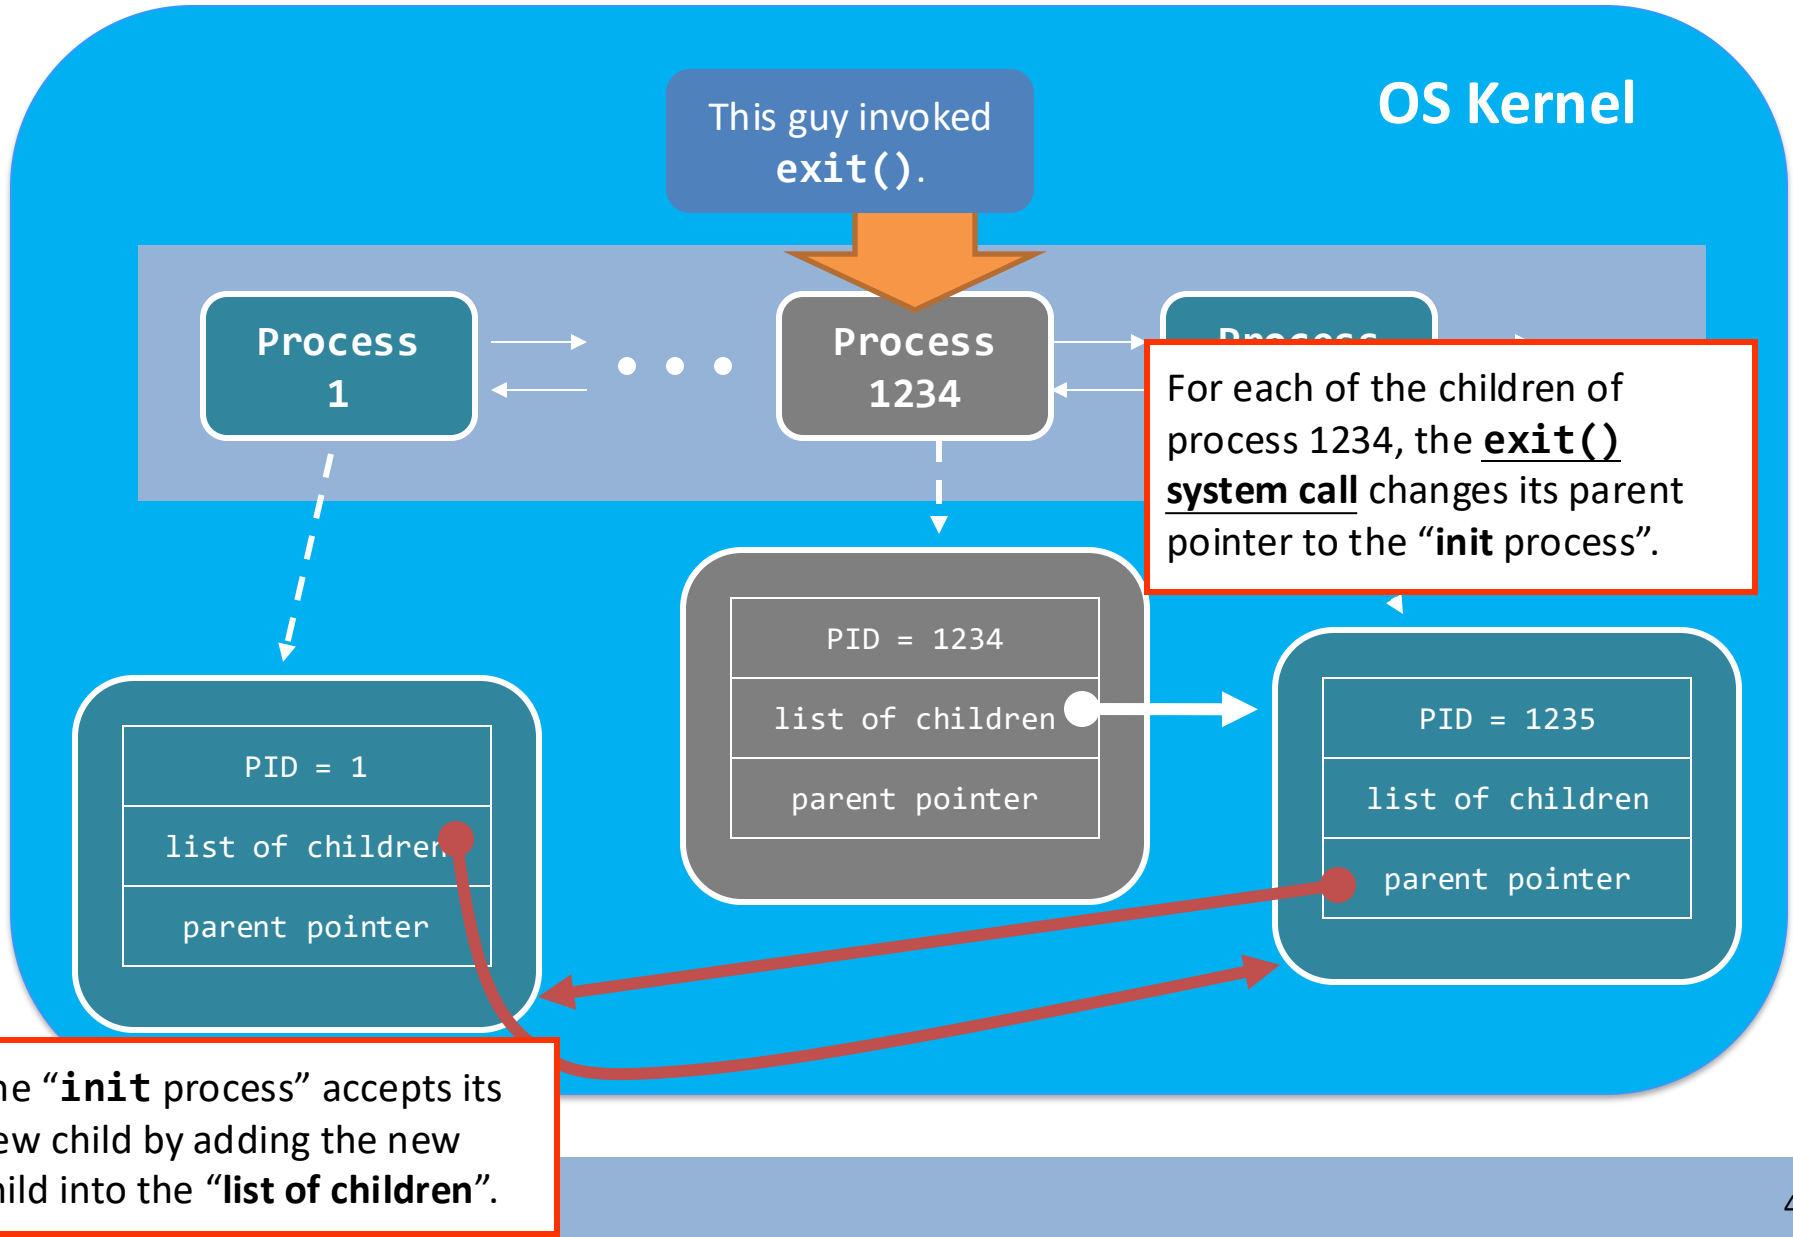 OS Kernel
This guy invoked
exit().
Process
1
Process
1234
Process
For each of the children of
process 1234, the exit()
system call changes its parent
pointer to the “init process”.
PID = 1234
list of children
parent pointer
PID = 1235
list of children
parent pointer
PID = 1
list of children
parent pointer
“init process” accepts its
child by adding the new
into the “list of children”.
4